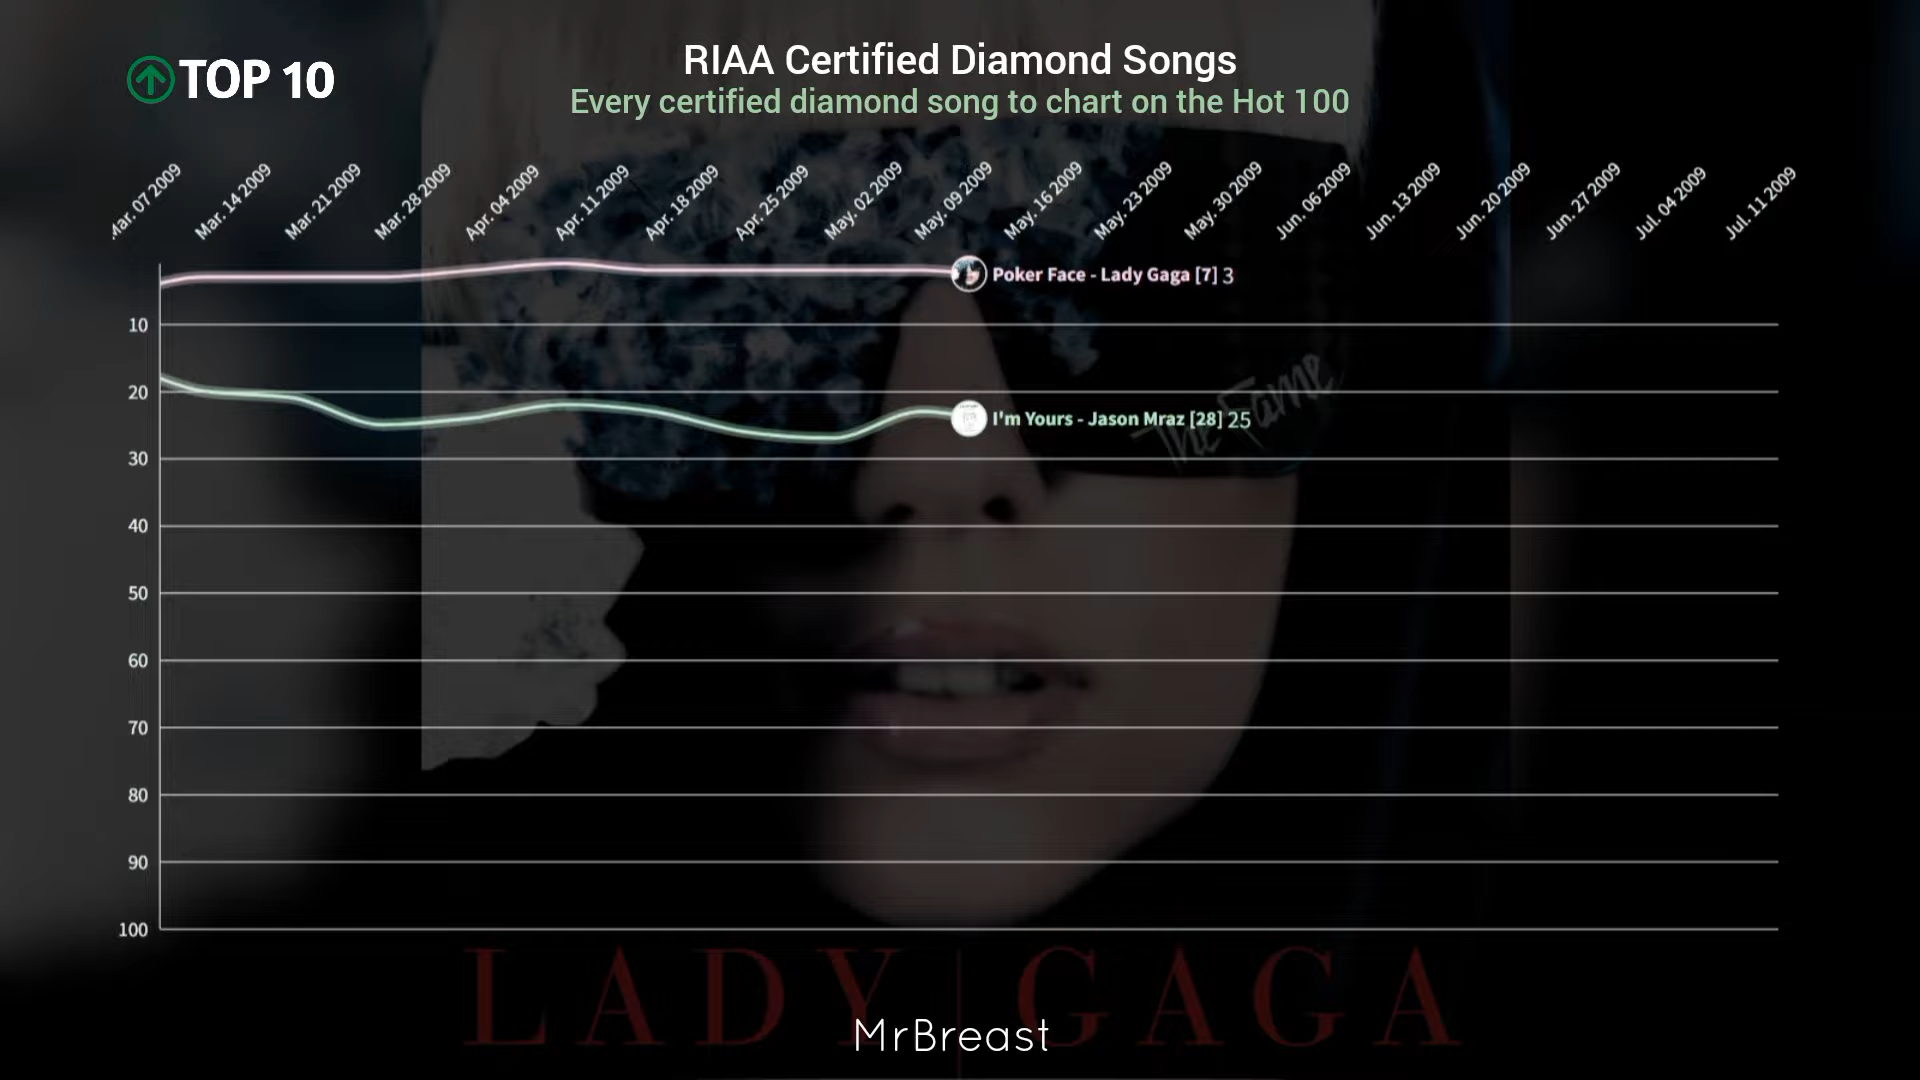 TOP 10
RIAA Certified Diamond Songs
Every certified diamond song to chart on the Hot 100
Mar. 07 2009
Mar. 14 2009
Mar. 21 2009
Mar. 28 2009
Apr. 04 2009
Apr. 11 2009
Apr. 18 2009
Apr. 25 2009
May. 02 2009
May. 09 2009
May. 16 2009
May. 23 2009
May. 30 2009
Jun. 06 2009
Jun. 13 2009
Jun. 20 2009
Jun. 27 2009
Jul. 04 2009
Jul. 11 2009
Poker Face - Lady Gaga [7] 3
10
The Fame
20
I'm Yours - Jason Mraz [28] 25
30
40
50
60
70
80
90
100
LADY GAGA
MrBreast